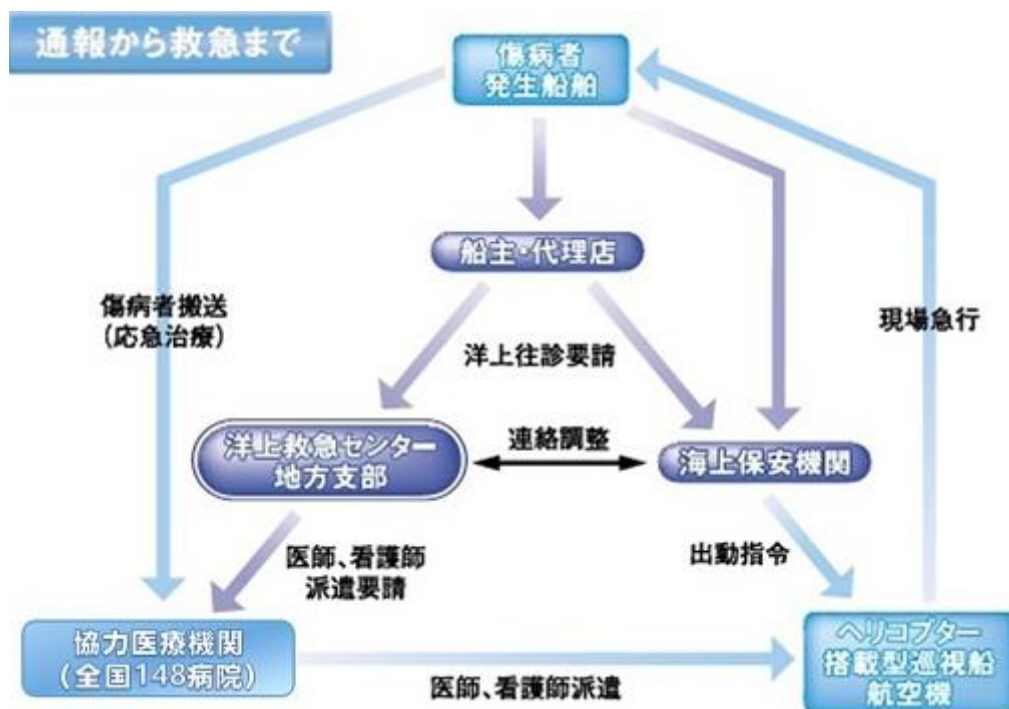 通報から救急まで
傷病者
発生船舶
船主・代理店
傷病者搬送
(応急治療)
現場急行
洋上往診要請
洋上救急センター
地方支部
連絡調整
海上保安機関
医師、看護師
派遣要請
出動指令
協力医療機関
(全国148病院)
医師、看護師派遣
ヘリコプター
搭載型巡視船
航空機